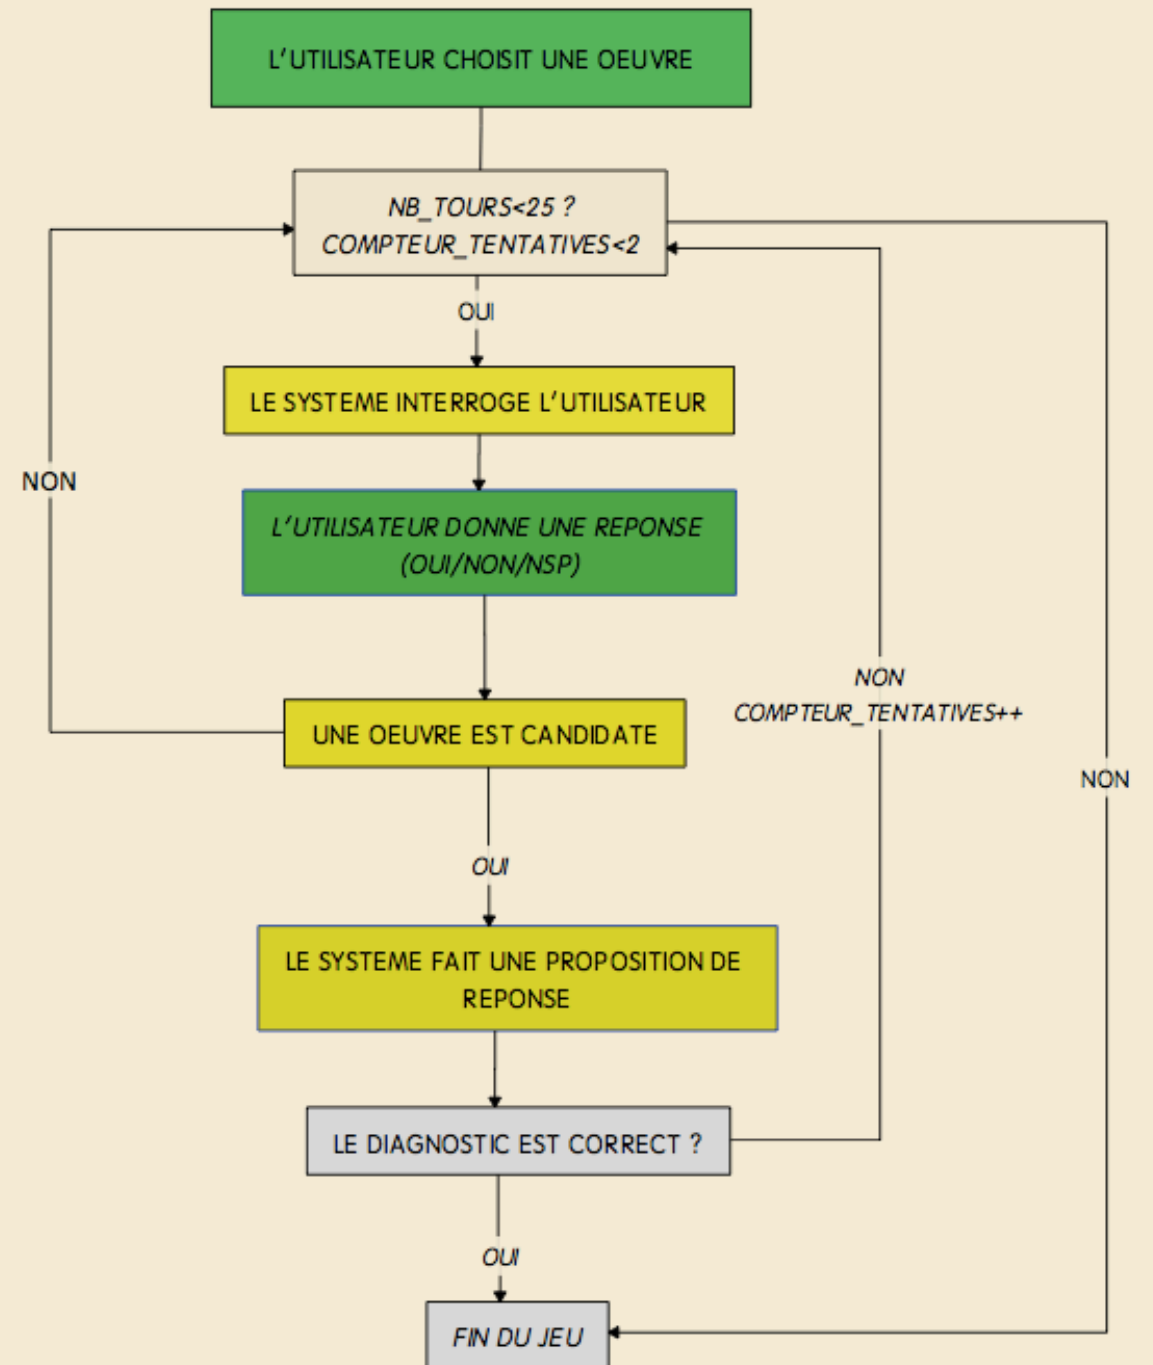 L'UTILISATEUR CHOISIT UNE OEUVRE
NB_TOURS<25 ?
COMPTEUR_TENTATIVES<2
OUI
LE SYSTEME INTERROGE L'UTILISATEUR
NON
L'UTILISATEUR DONNE UNE REPONSE
(OUI/NON/NSP)
NON
COMPTEUR_TENTATIVES++
UNE OEUVRE EST CANDIDATE
NON
OUI
LE SYSTEME FAIT UNE PROPOSITION DE
REPONSE
LE DIAGNOSTIC EST CORRECT ?
OUI
FIN DU JEU